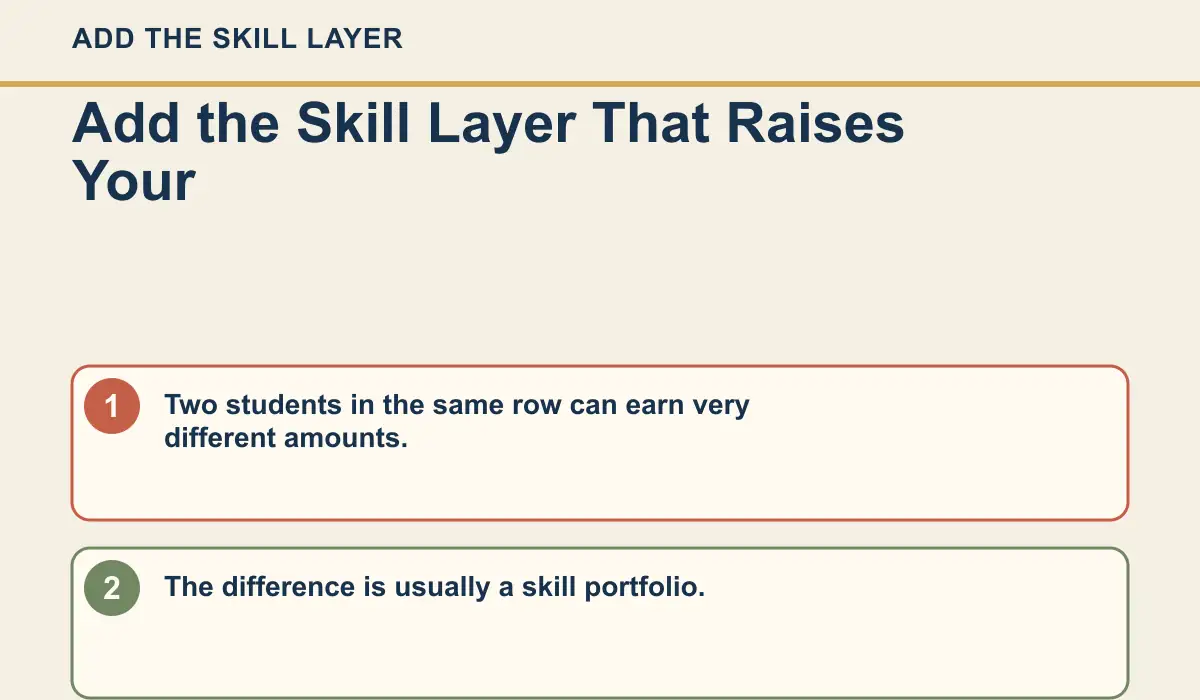 ADD THE SKILL LAYER
Add the Skill Layer That Raises
Your
1
Two students in the same row can earn very
different amounts.
2
The difference is usually a skill portfolio.